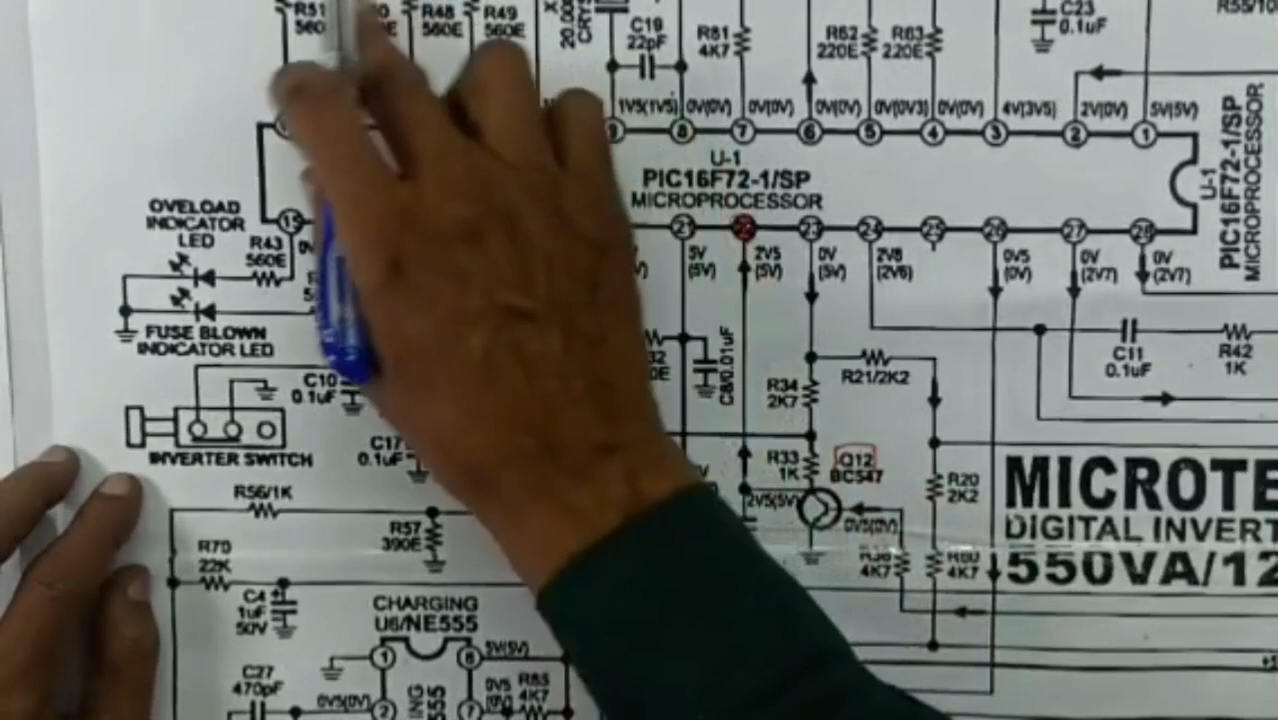 R51
560
R48
560E
R49
560E
20.000
C19
22pF
R61
4K7
R62
220E
R63
220E
C23
0.1uF
1V5(1V5)
0V(0V)
0V(0V)
0V(0V)
0V(0V3)
0V(0V)
4V(3V5)
2V(0V)
5V(5V)
9
8
7
6
5
4
3
2
1
U-1
PIC16F72-1/SP
MICROPROCESSOR
U-1
PIC16F72-1/SP
MICROPROCESSOR
15
21
22
23
24
25
26
27
28
5V
(5V)
2V5
(5V)
0V
(5V)
2V6
(2V6)
0V5
(0V)
0V
(2V7)
0V
(2V7)
OVELOAD
INDICATOR
LED
R43
560E
FUSE BLOWN
INDICATOR LED
C10
0.1uF
INVERTER SWITCH
C17
0.1uF
C8/0.01uF
R34
2K7
R21/2K2
C11
0.1uF
R42
1K
R33
1K
Q12
BC547
2V5(5V)
0V5(0V)
R20
2K2
4K7
R60
4K7
MICROTE
DIGITAL INVERT
550VA/12
R56/1K
R57
390E
R70
22K
C4
1uF
50V
CHARGING
U6/NE555
1
8
5V(5V)
C27
470pF
0V5(0V)
2
7
0V5
R85
4K7